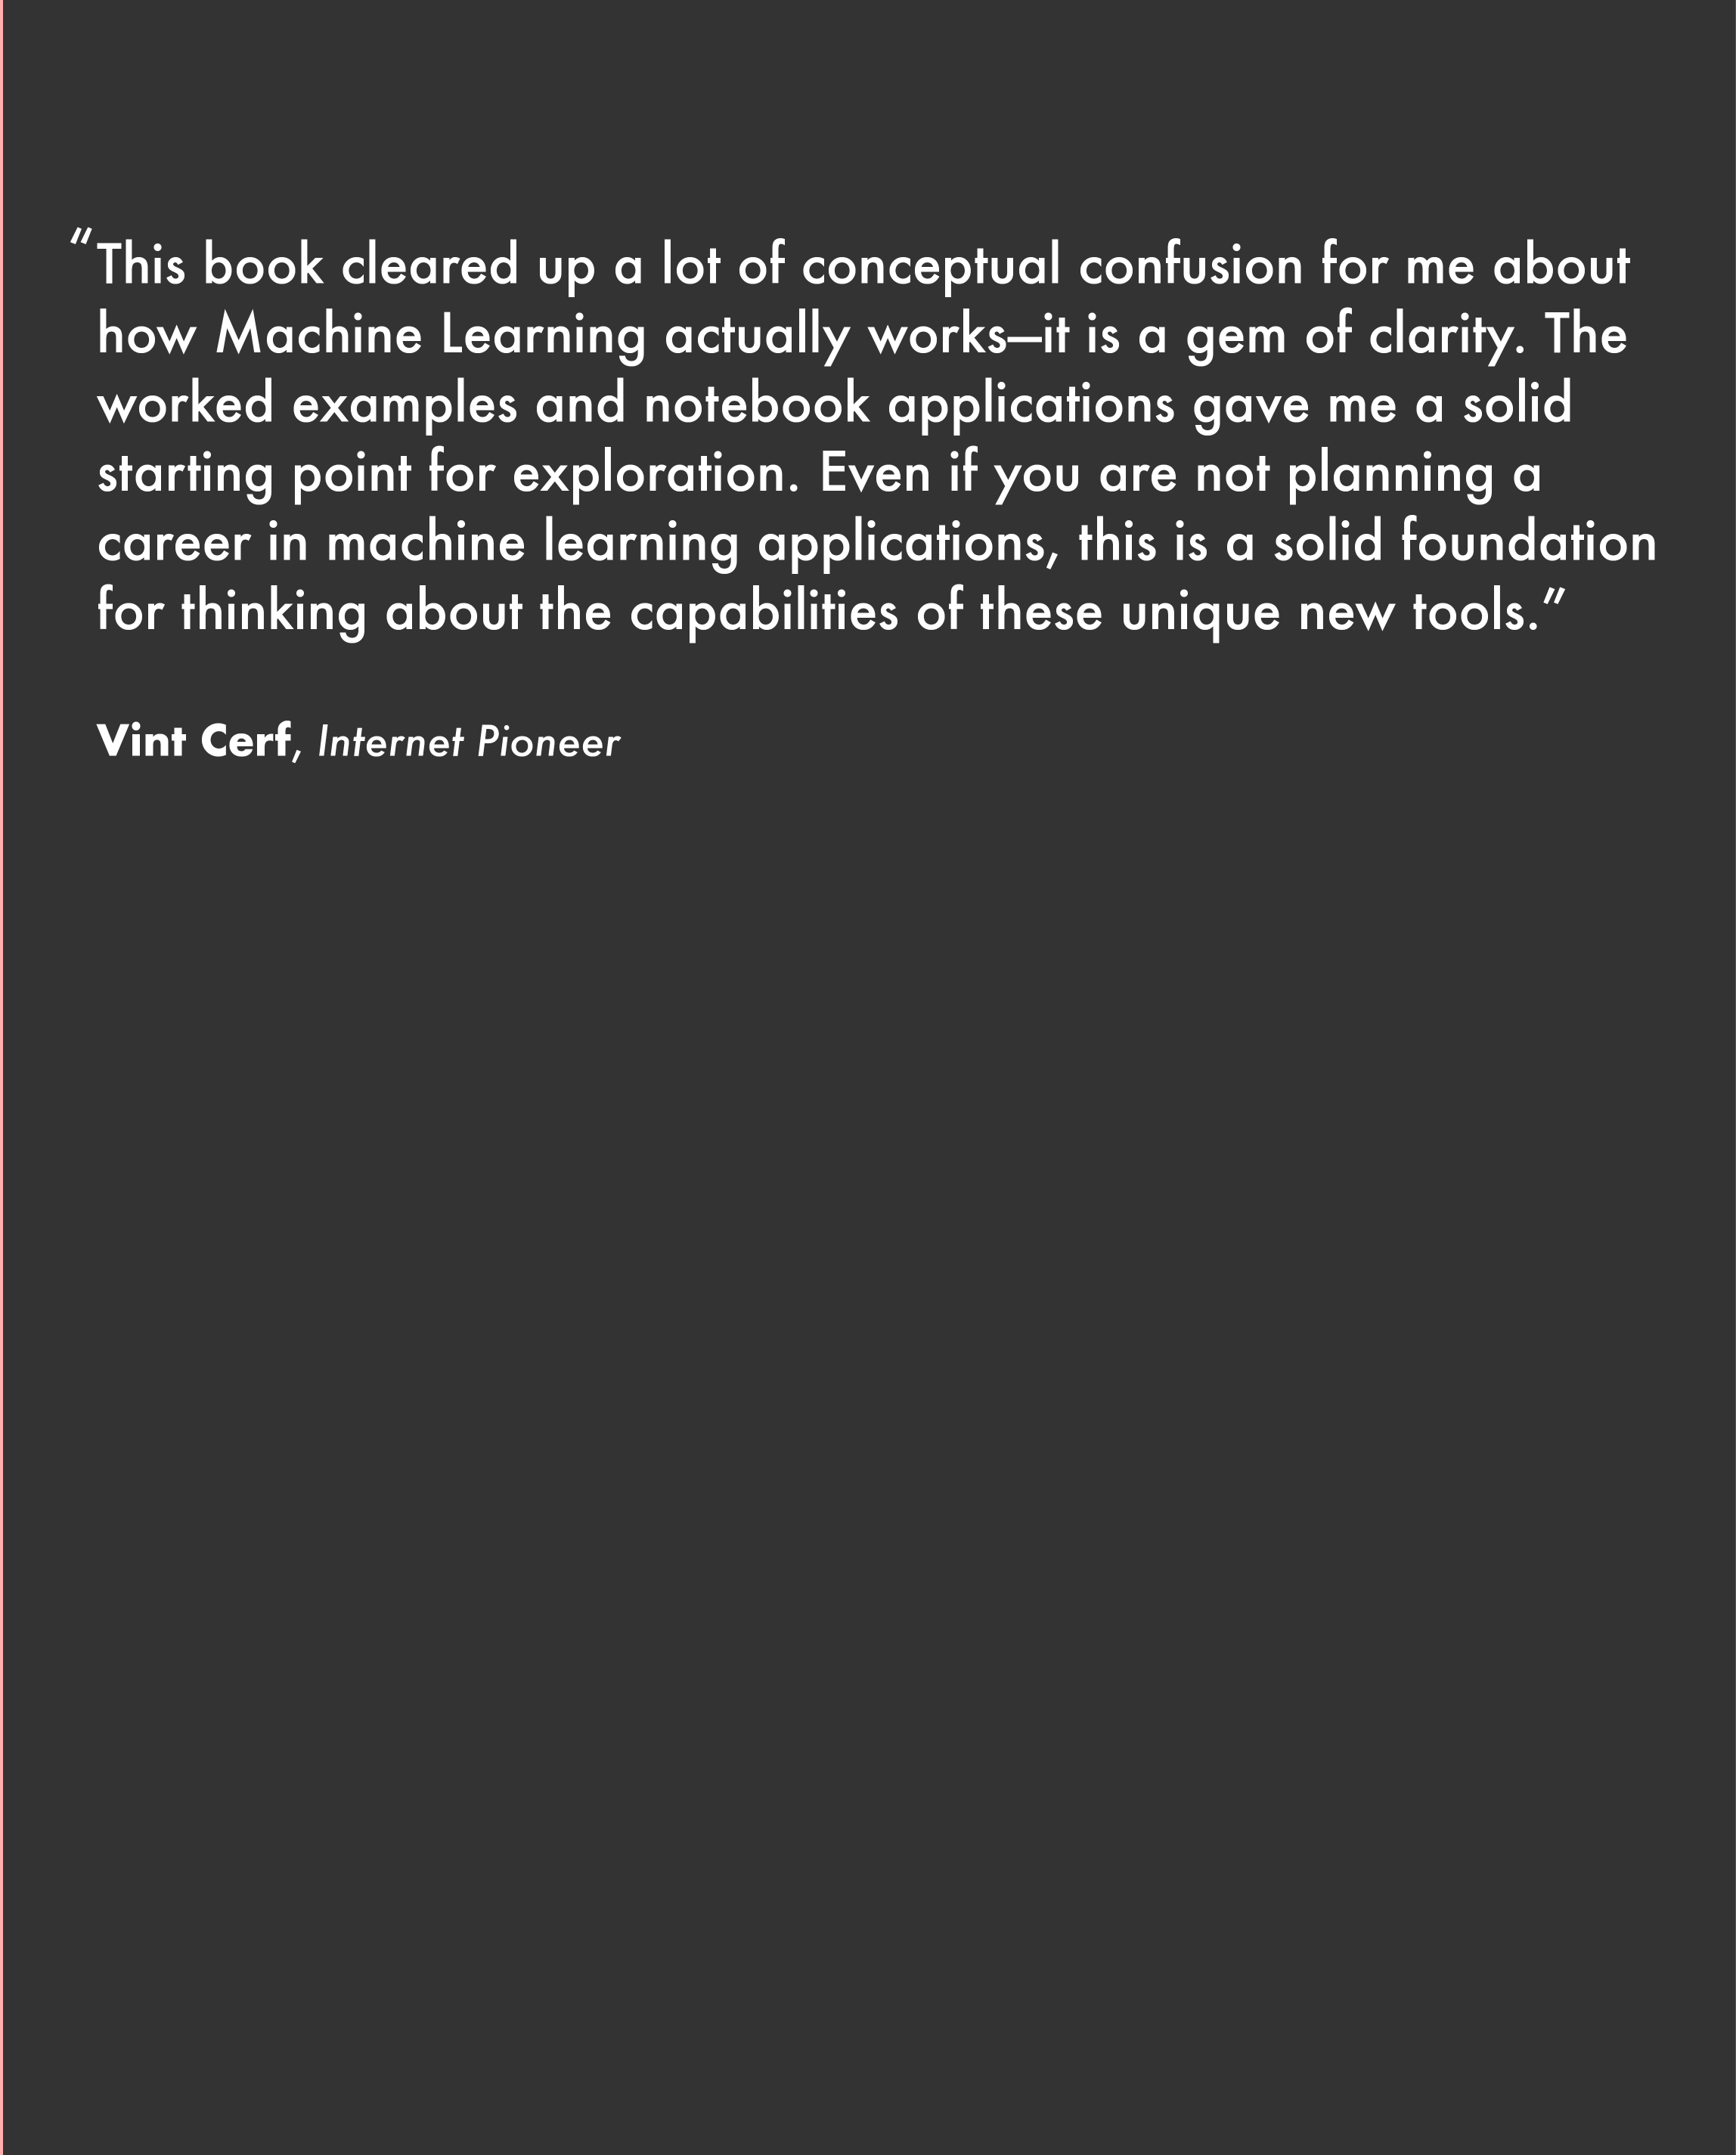 “This book cleared up a lot of conceptual confusion for me about
how Machine Learning actually works—it is a gem of clarity. The
worked examples and notebook applications gave me a solid
starting point for exploration. Even if you are not planning a
career in machine learning applications, this is a solid foundation
for thinking about the capabilities of these unique new tools.”
Vint Cerf, Internet Pioneer